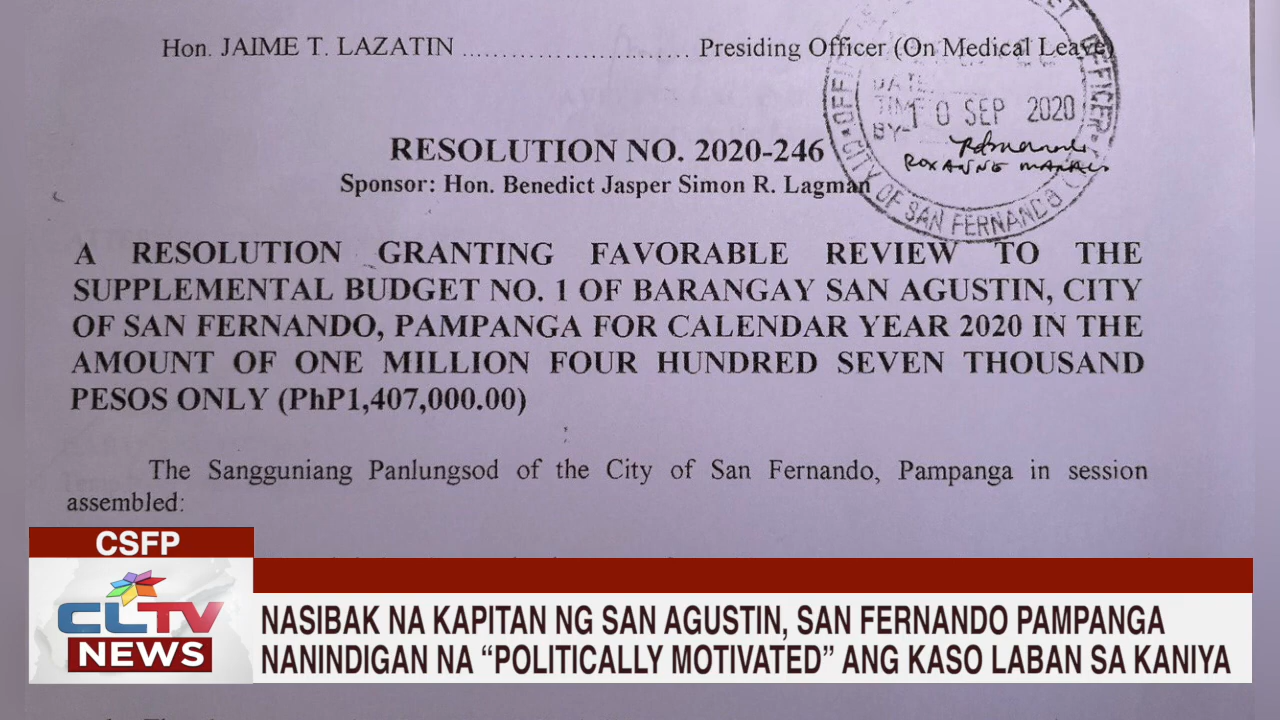 Hon. JAIME T. LAZATIN ........................ Presiding Officer (On Medical Leave)
DATE
TIME
10 SEP 2020
BY-
ROXANNE
OFFICER
CITY OF SAN FERNANDO
RESOLUTION NO. 2020-246
Sponsor: Hon. Benedict Jasper Simon R. Lagman
A RESOLUTION GRANTING FAVORABLE REVIEW TO THE
SUPPLEMENTAL BUDGET NO. 1 OF BARANGAY SAN AGUSTIN, CITY
OF SAN FERNANDO, PAMPANGA FOR CALENDAR YEAR 2020 IN THE
AMOUNT OF ONE MILLION FOUR HUNDRED SEVEN THOUSAND
PESOS ONLY (PhP1,407,000.00)
The Sangguniang Panlungsod of the City of San Fernando, Pampanga in session
assembled:
CSFP
CLTV
NEWS
NASIBAK NA KAPITAN NG SAN AGUSTIN, SAN FERNANDO PAMPANGA
NANINDIGAN NA “POLITICALLY MOTIVATED” ANG KASO LABAN SA KANIYA